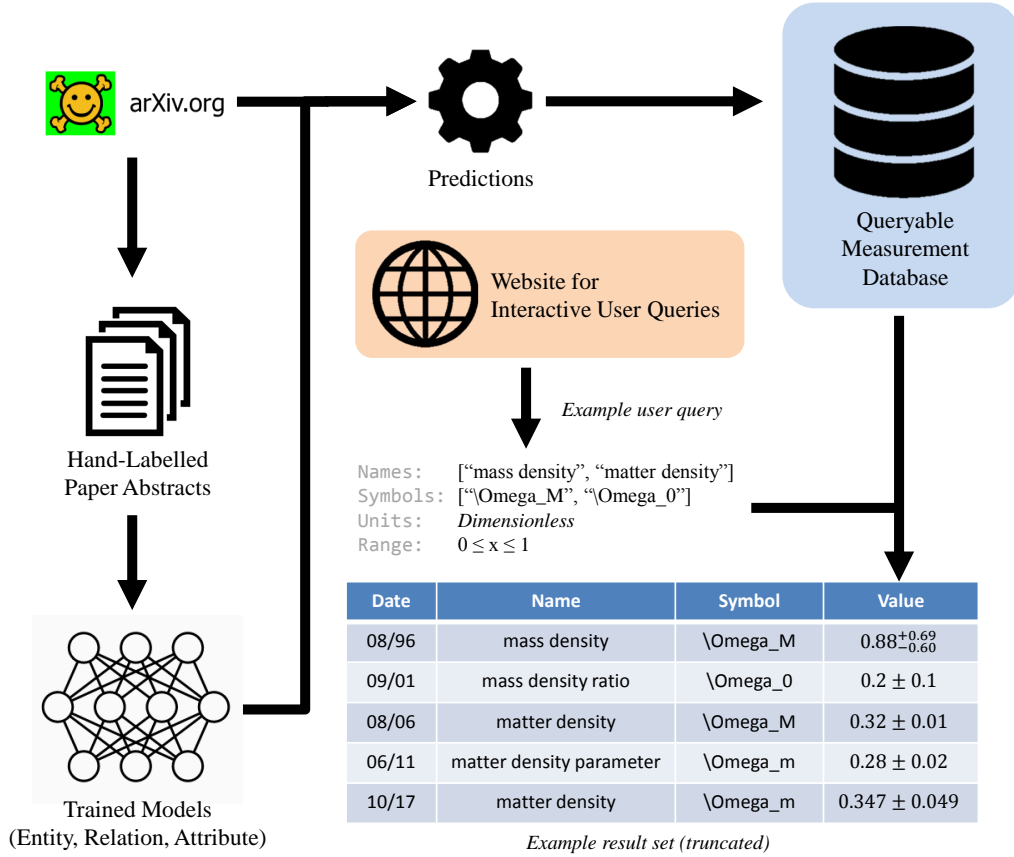 arXiv.org
Predictions
Queryable
Measurement
Database
Website for
Interactive User Queries
Example user query
Hand-Labelled
Paper Abstracts
Names: [“mass density”, “matter density”]
Symbols: [“\Omega_M”, “\Omega_0”]
Units: Dimensionless
Range: 0 ≤ x ≤ 1
Trained Models
(Entity, Relation, Attribute)
Date Name Symbol Value
08/96 mass density \Omega_M 0.88^{+0.69}_{−0.60}
09/01 mass density ratio \Omega_0 0.2 ± 0.1
08/06 matter density \Omega_M 0.32 ± 0.01
06/11 matter density parameter \Omega_m 0.28 ± 0.02
10/17 matter density \Omega_m 0.347 ± 0.049
Example result set (truncated)